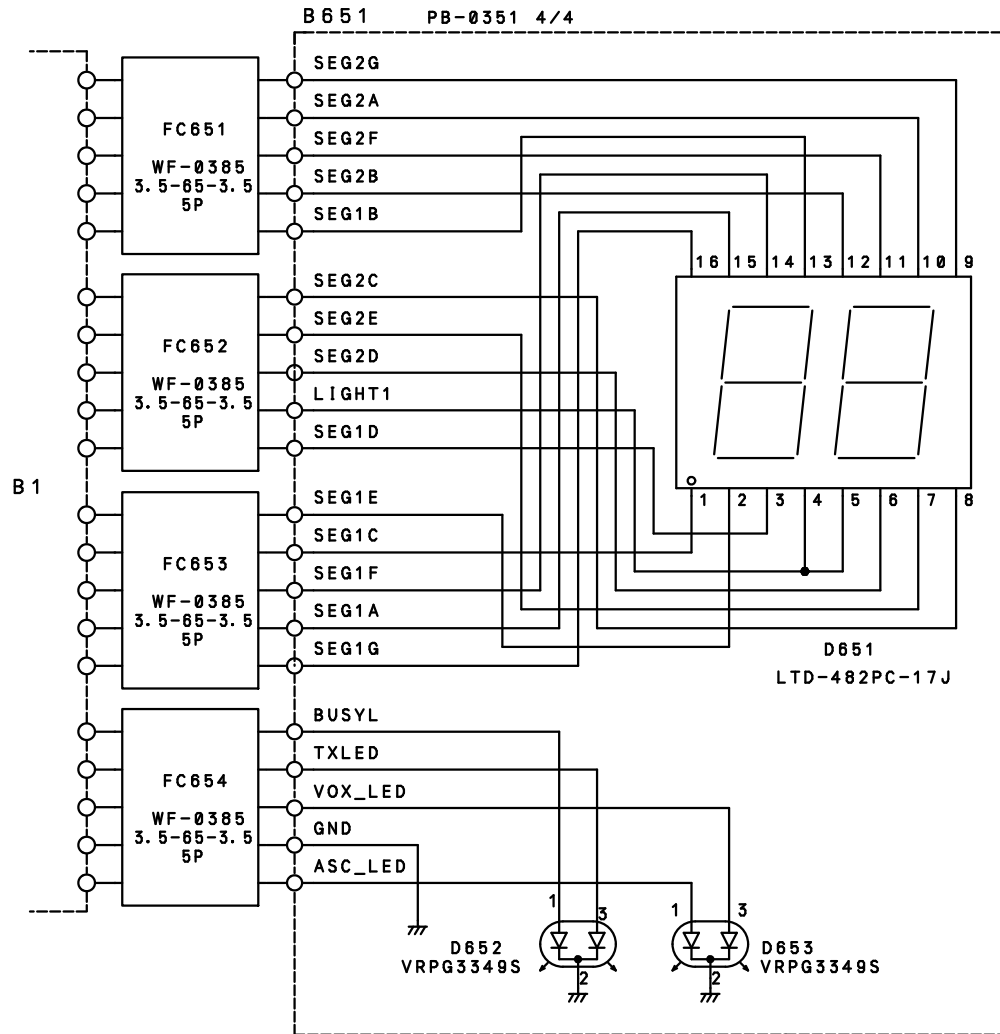 B651 PB-0351 4/4
SEG2G
SEG2A
SEG2F
SEG2B
SEG1B
FC651
WF-0385
3.5-65-3.5
5P
16 15 14 13 12 11 10 9
SEG2C
SEG2E
SEG2D
LIGHT1
SEG1D
FC652
WF-0385
3.5-65-3.5
5P
B1
1 2 3 4 5 6 7 8
SEG1E
SEG1C
SEG1F
SEG1A
SEG1G
FC653
WF-0385
3.5-65-3.5
5P
D651
LTD-482PC-17J
BUSYL
TXLED
VOX_LED
GND
ASC_LED
FC654
WF-0385
3.5-65-3.5
5P
1 3 1 3
D652
VRPG3349S
2
D653
VRPG3349S
2